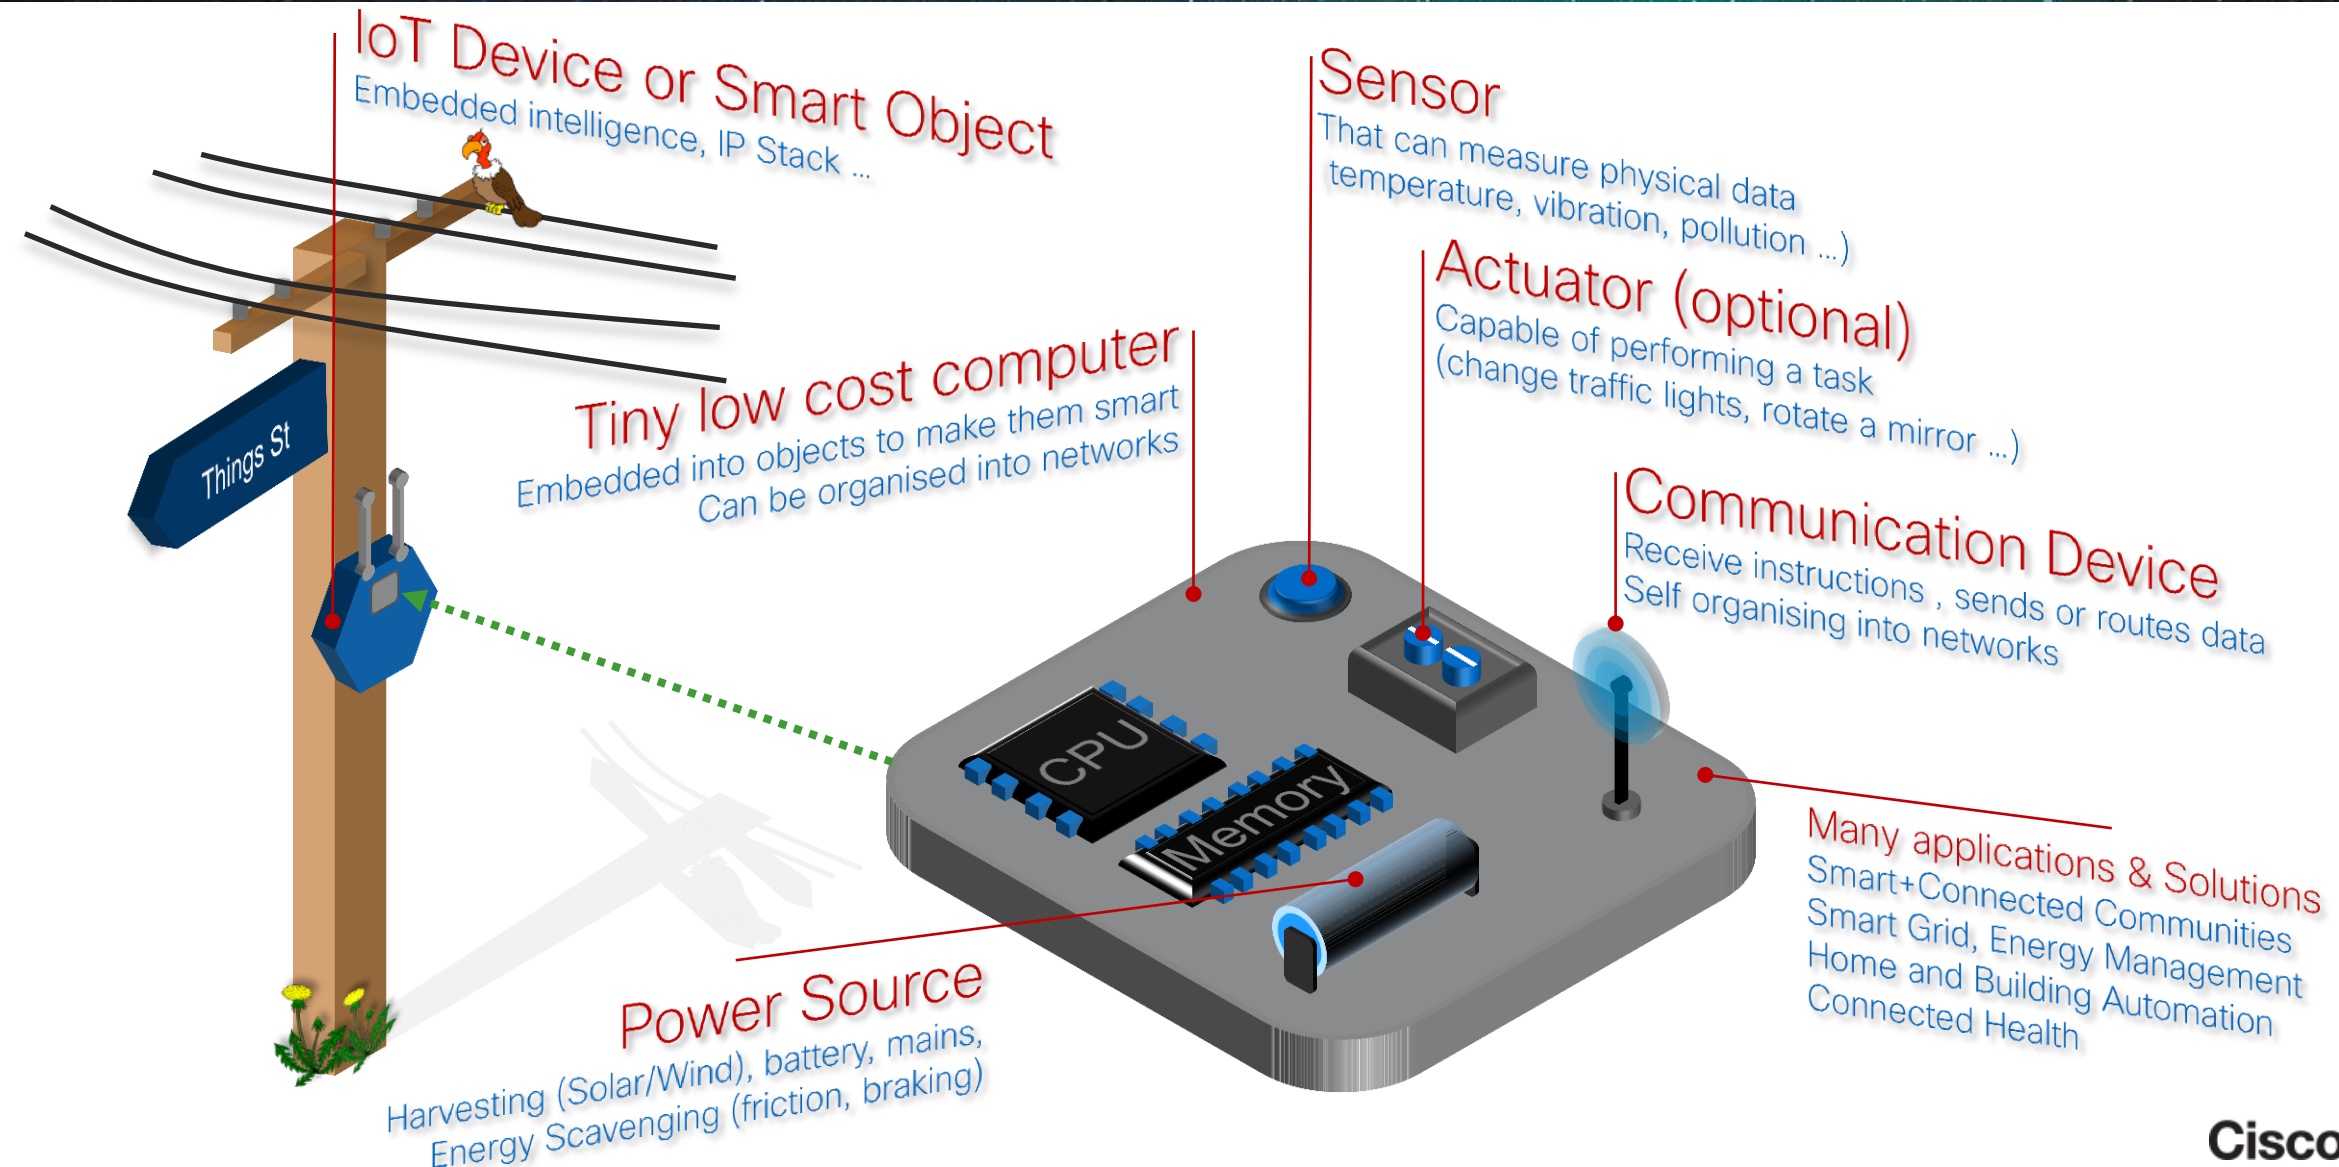 IoT Device or Smart Object
Embedded intelligence, IP Stack ...
Sensor
That can measure physical data
temperature, vibration, pollution ...)
Actuator (optional)
Capable of performing a task
(change traffic lights, rotate a mirror ...)
Tiny low cost computer
Embedded into objects to make them smart
Can be organised into networks
Things St
Communication Device
Receive instructions , sends or routes data
Self organising into networks
CPU
Memory
Many applications & Solutions
Smart+Connected Communities
Smart Grid, Energy Management
Home and Building Automation
Connected Health
Power Source
Harvesting (Solar/Wind), battery, mains,
Energy Scavenging (friction, braking)
Cisco